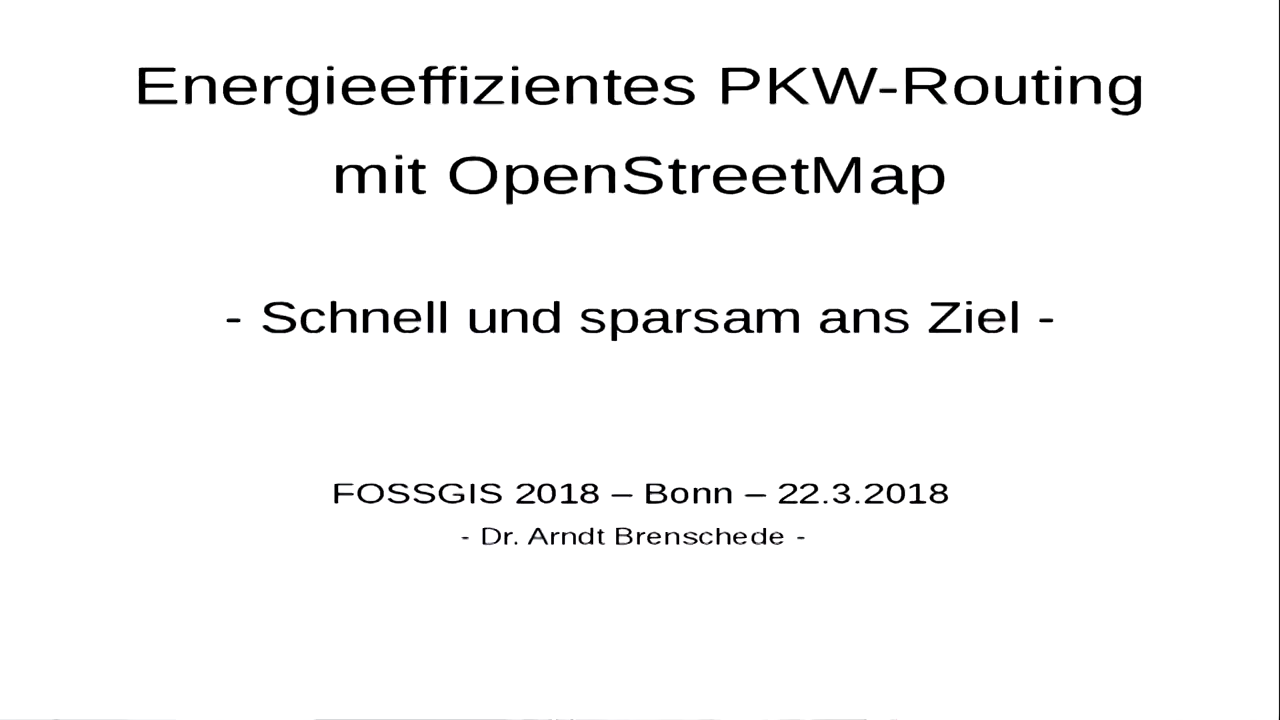 Energieeffizientes PKW-Routing
mit OpenStreetMap
- Schnell und sparsam ans Ziel -
FOSSGIS 2018 – Bonn – 22.3.2018
- Dr. Arndt Brenschede -